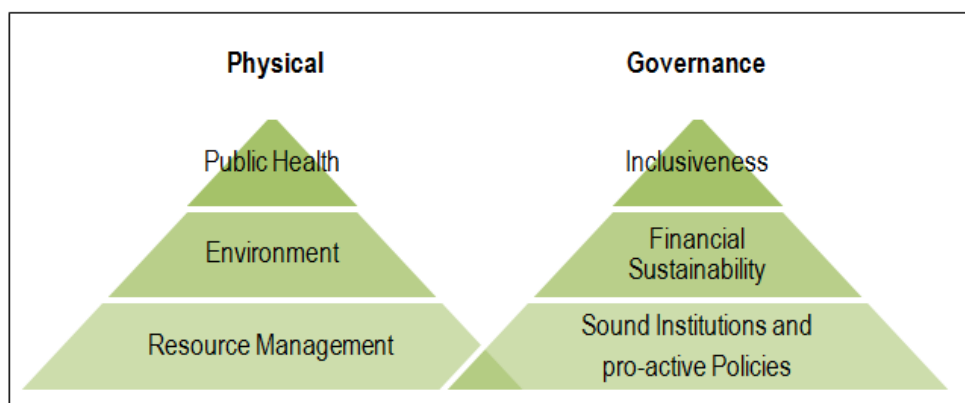 Physical
Governance
Public Health
Inclusiveness
Environment
Financial
Sustainability
Resource Management
Sound Institutions and
pro-active Policies